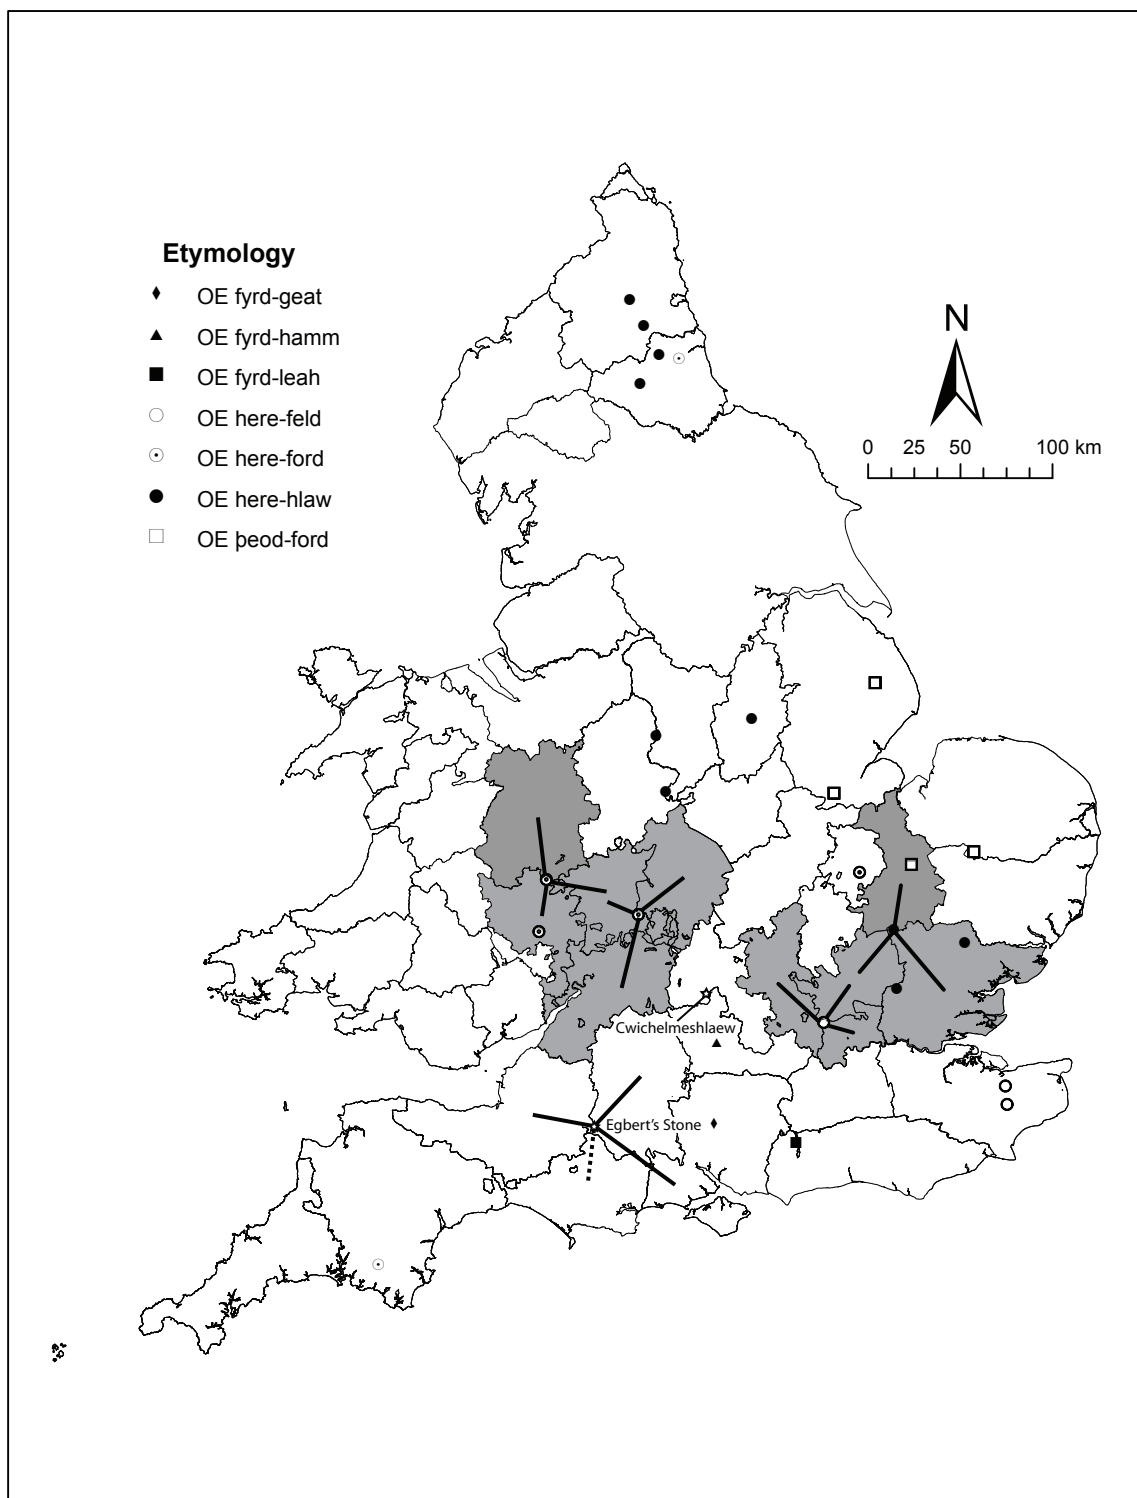 Etymology
OE fyrd-geat
OE fyrd-hamm
OE fyrd-leah
OE here-feld
OE here-ford
OE here-hlaw
OE þeod-ford
N
0 25 50 100 km
Cwichelmeshlaew
Egbert's Stone